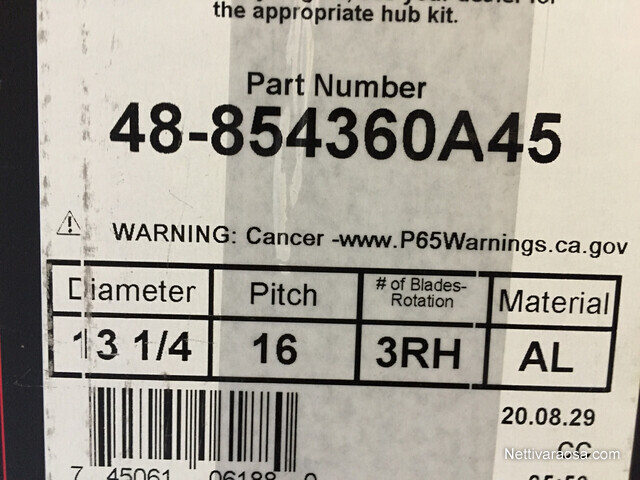 the appropriate hub kit.
Part Number
48-854360A45
WARNING: Cancer -www.P65Warnings.ca.gov
Diameter Pitch # of Blades- Material
Rotation
13 1/4 16 3RH AL
20.08.29
CC
Nettivaraosa.com
7 45061 06188 0